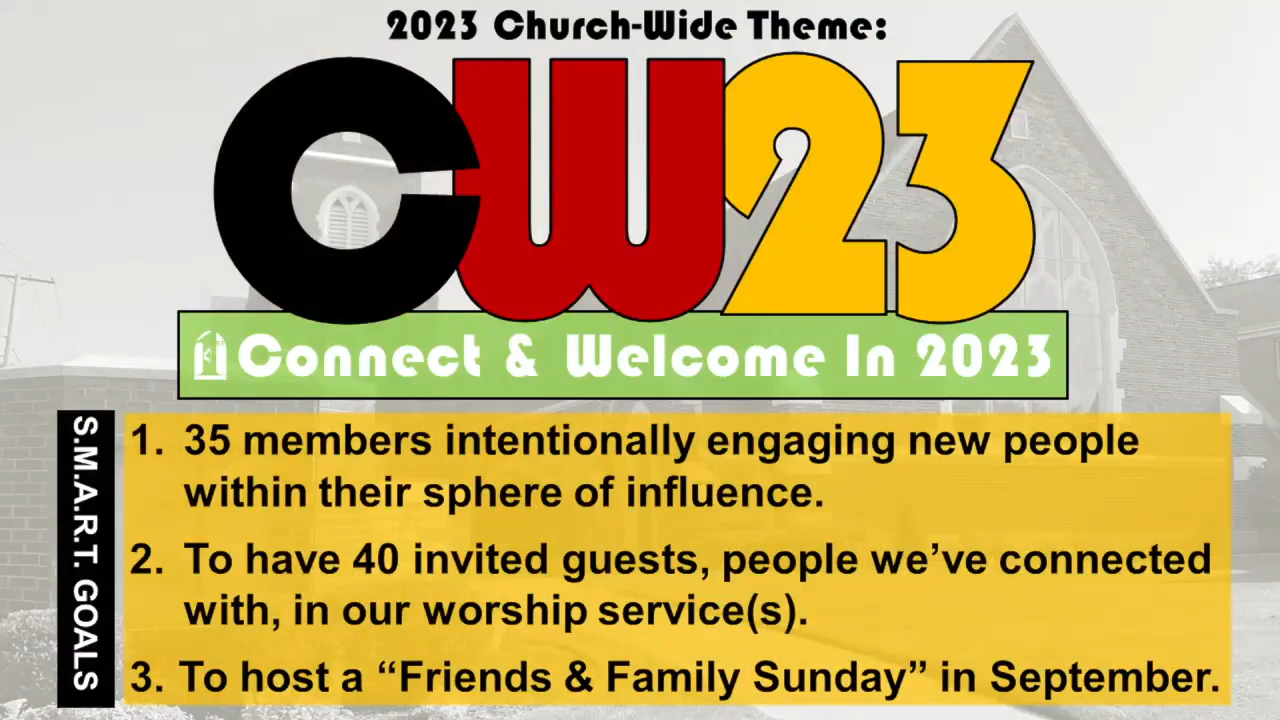 2023 Church-Wide Theme:
CW23
Connect & Welcome In 2023
S.M.A.R.T. GOALS
1. 35 members intentionally engaging new people
within their sphere of influence.
2. To have 40 invited guests, people we’ve connected
with, in our worship service(s).
3. To host a “Friends & Family Sunday” in September.